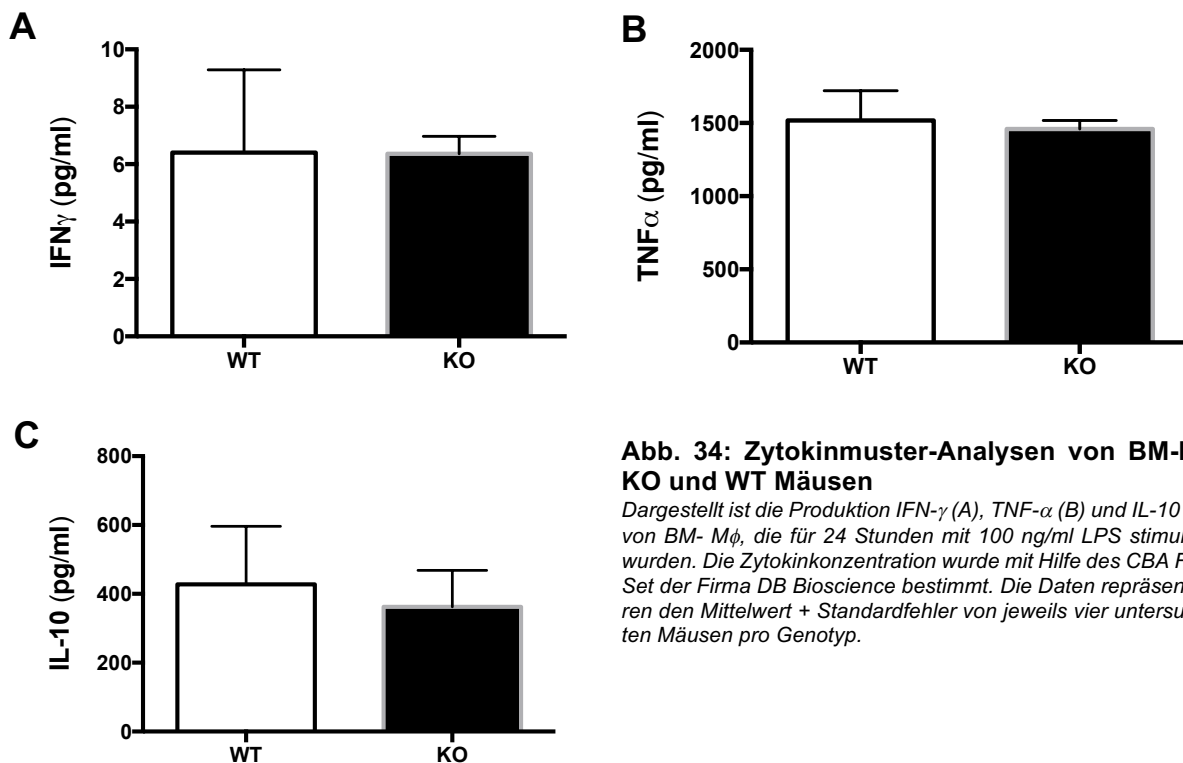 A
10
8
6
4
2
0
IFNγ (pg/ml)
WT KO
B
2000
1500
1000
500
0
TNFα (pg/ml)
WT KO
C
800
600
400
200
0
IL-10 (pg/ml)
WT KO
Abb. 34: Zytokinmuster-Analysen von
KO und WT Mäusen
Dargestellt ist die Produktion IFN-γ (A), TNF-α (B) und IL-10
von BM- Mϕ, die für 24 Stunden mit 100 ng/ml LPS
wurden. Die Zytokinkonzentration wurde mit Hilfe des CBA
Set der Firma DB Bioscience bestimmt. Die Daten
ren den Mittelwert + Standardfehler von jeweils vier
ten Mäusen pro Genotyp.